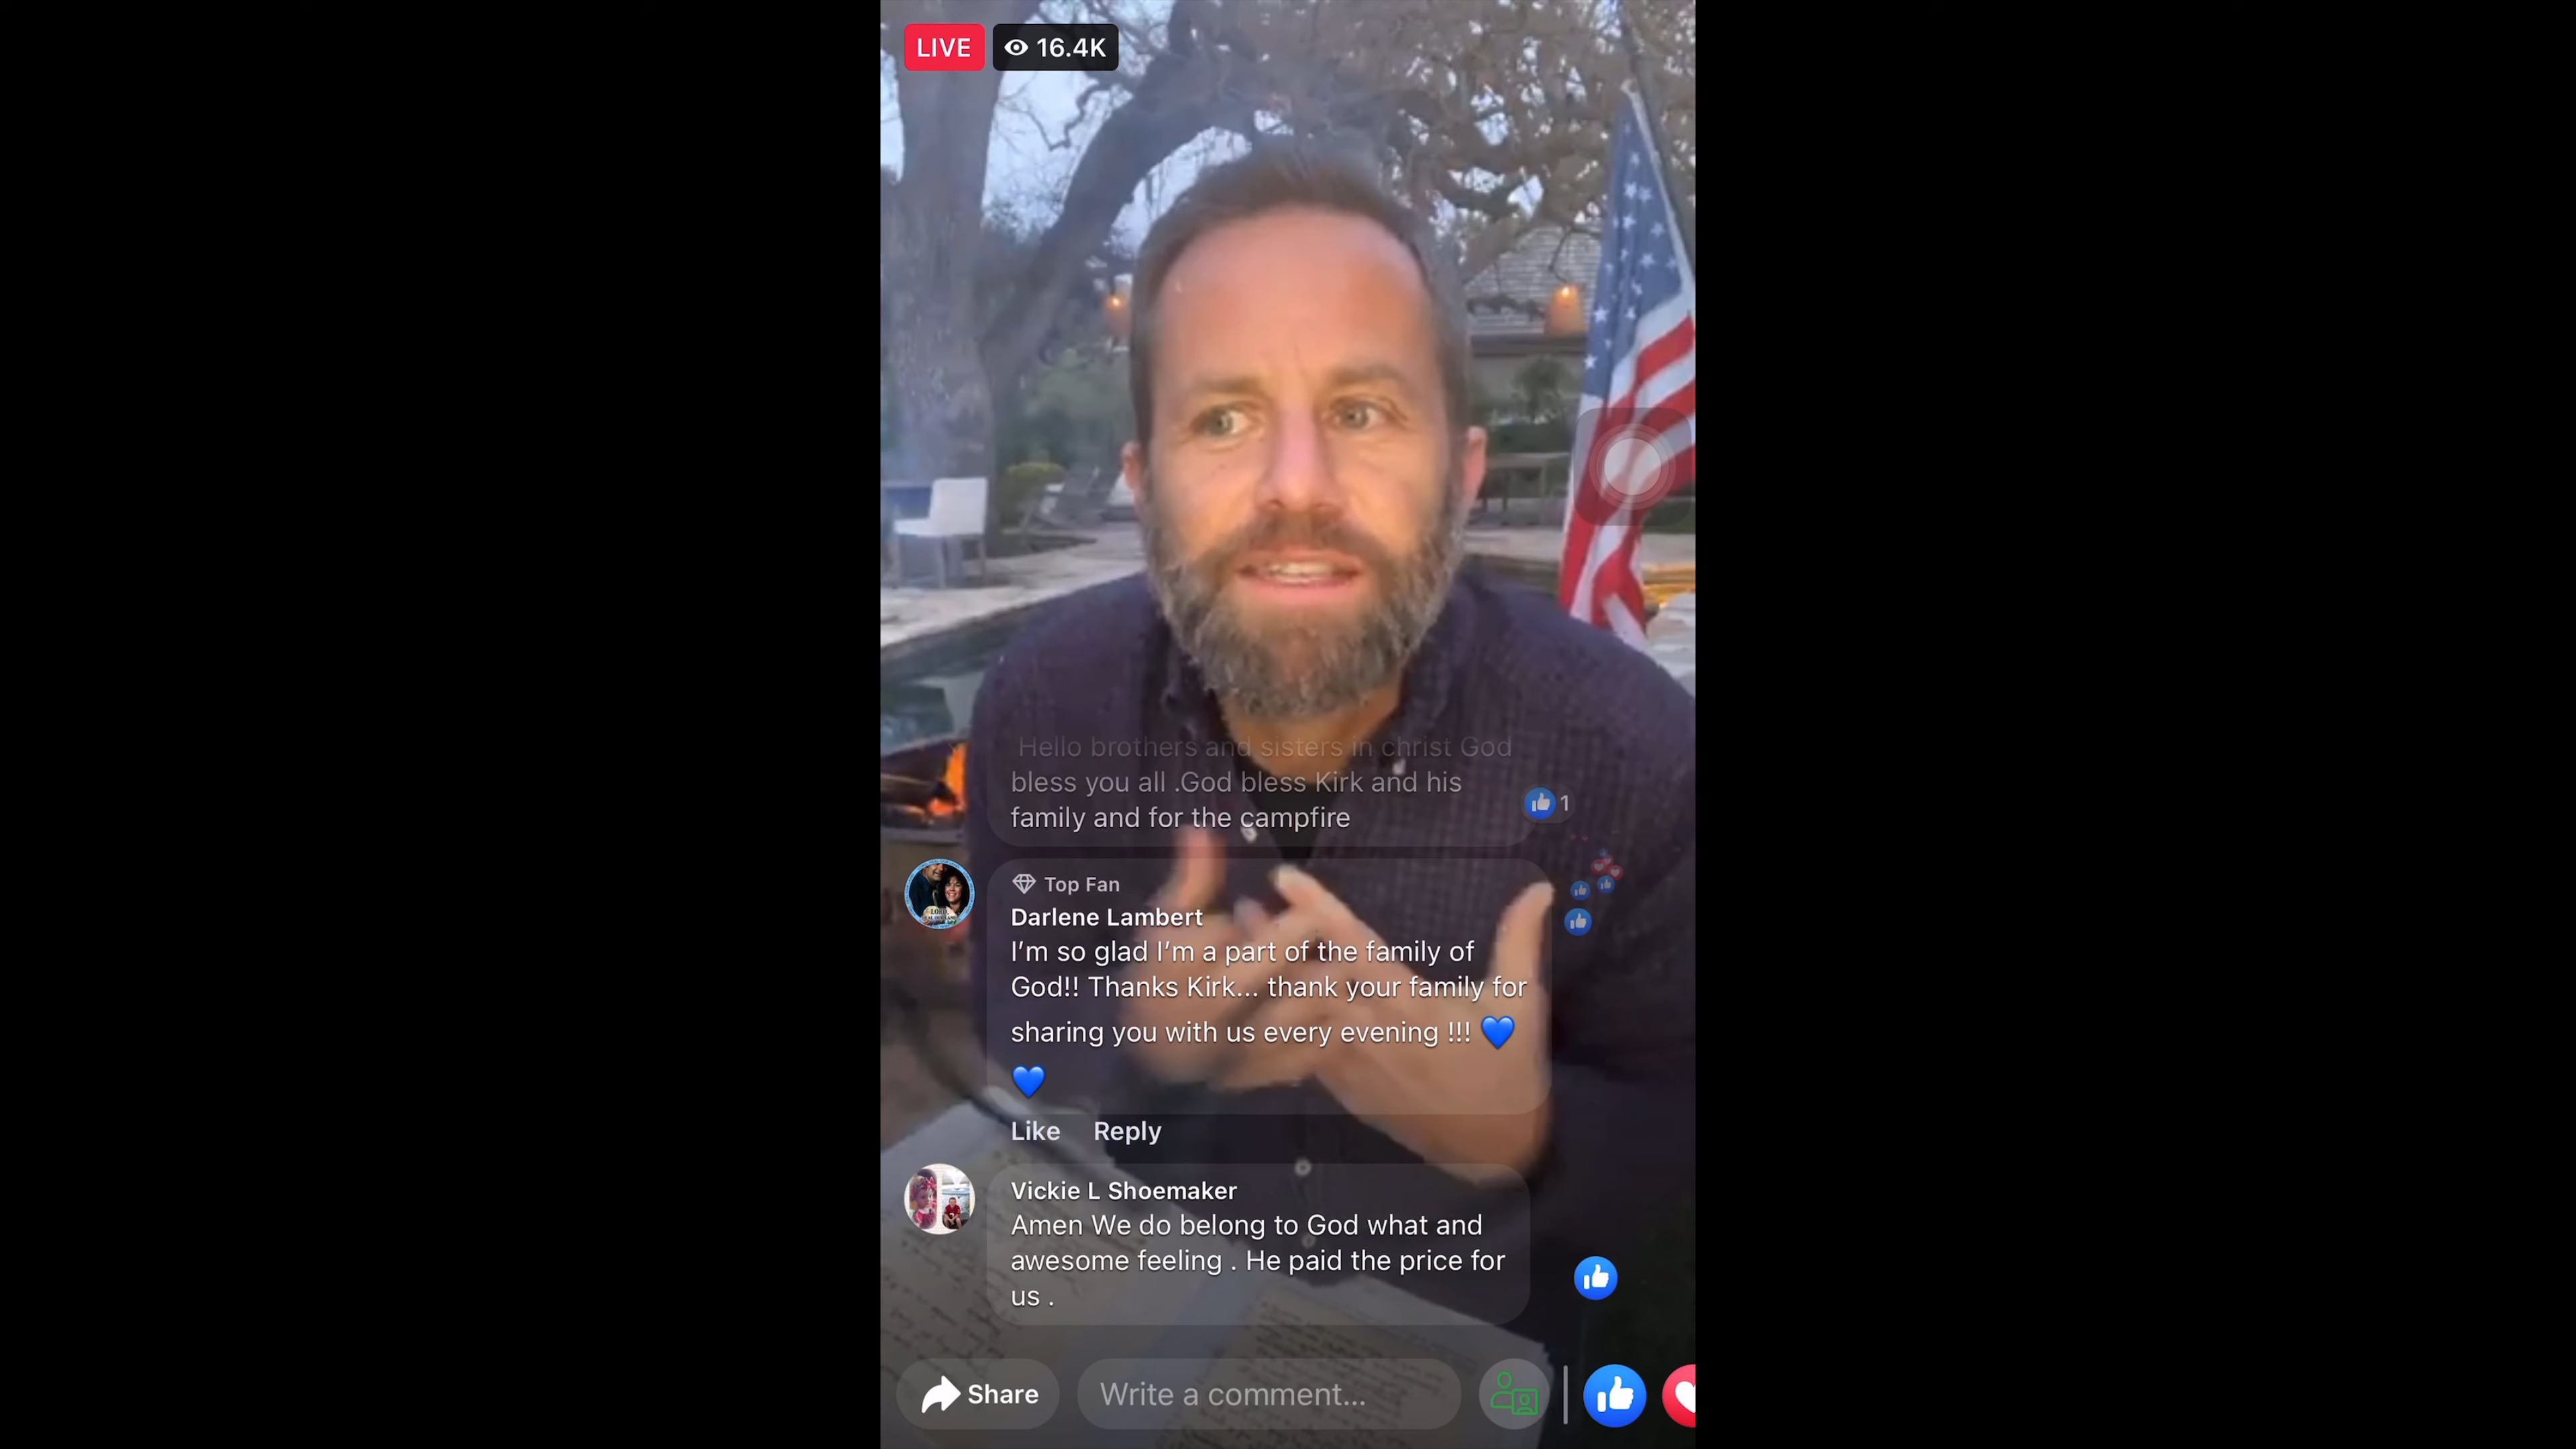 LIVE 16.4K
Hello brothers and sisters in christ God
bless you all .God bless Kirk and his
family and for the campfire
1
Top Fan
Darlene Lambert
I'm so glad I'm a part of the family of
God!! Thanks Kirk... thank your family for
sharing you with us every evening !!! 💙
💙
Like Reply
Vickie L Shoemaker
Amen We do belong to God what and
awesome feeling . He paid the price for
us .
Share Write a comment...